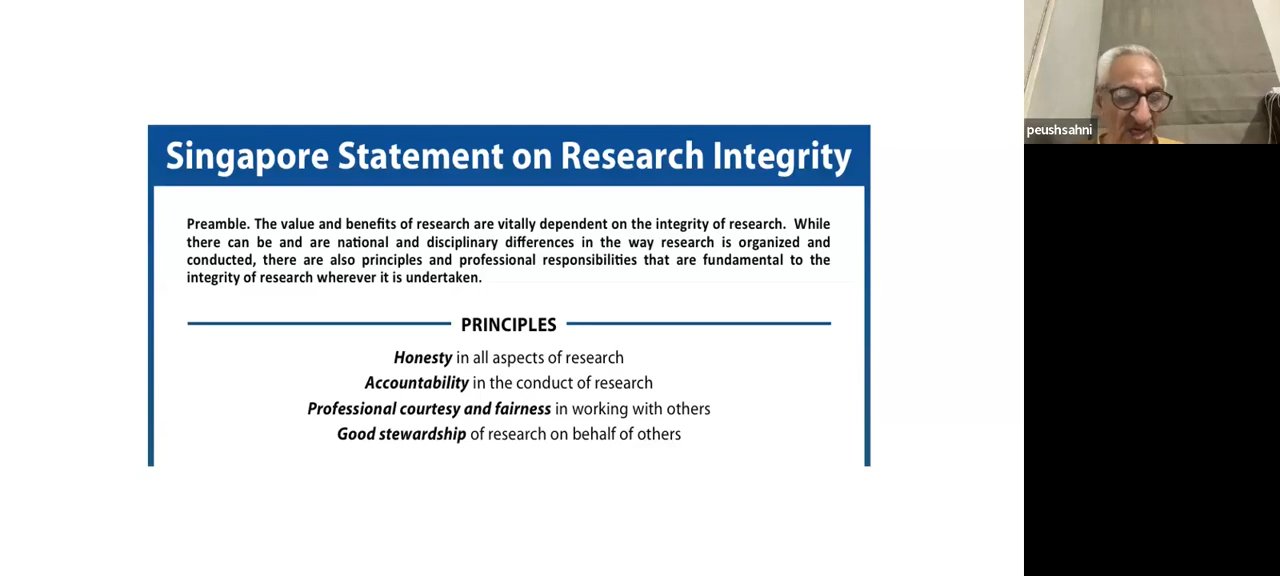 Singapore Statement on Research Integrity
Preamble. The value and benefits of research are vitally dependent on the integrity of research. While
there can be and are national and disciplinary differences in the way research is organized and
conducted, there are also principles and professional responsibilities that are fundamental to the
integrity of research wherever it is undertaken.
PRINCIPLES
Honesty in all aspects of research
Accountability in the conduct of research
Professional courtesy and fairness in working with others
Good stewardship of research on behalf of others
peushsahni